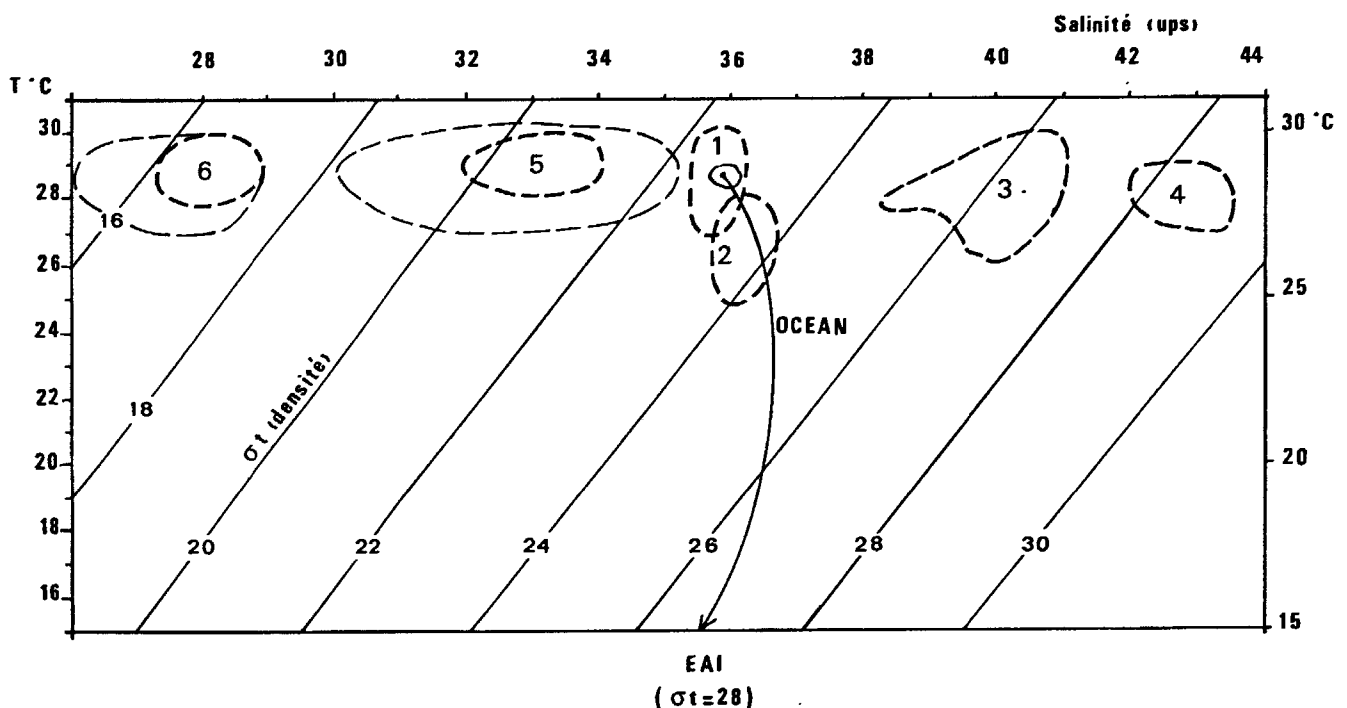 Salinité (ups)
28 30 32 34 36 38 40 42 44
T °C
30 30 °C
28
26
25
24
22
20 20
18
16
15
6 5 1 3 4
2
16
18
σt (densité)
OCEAN
20 22 24 26 28 30
EAI
(σt=28)